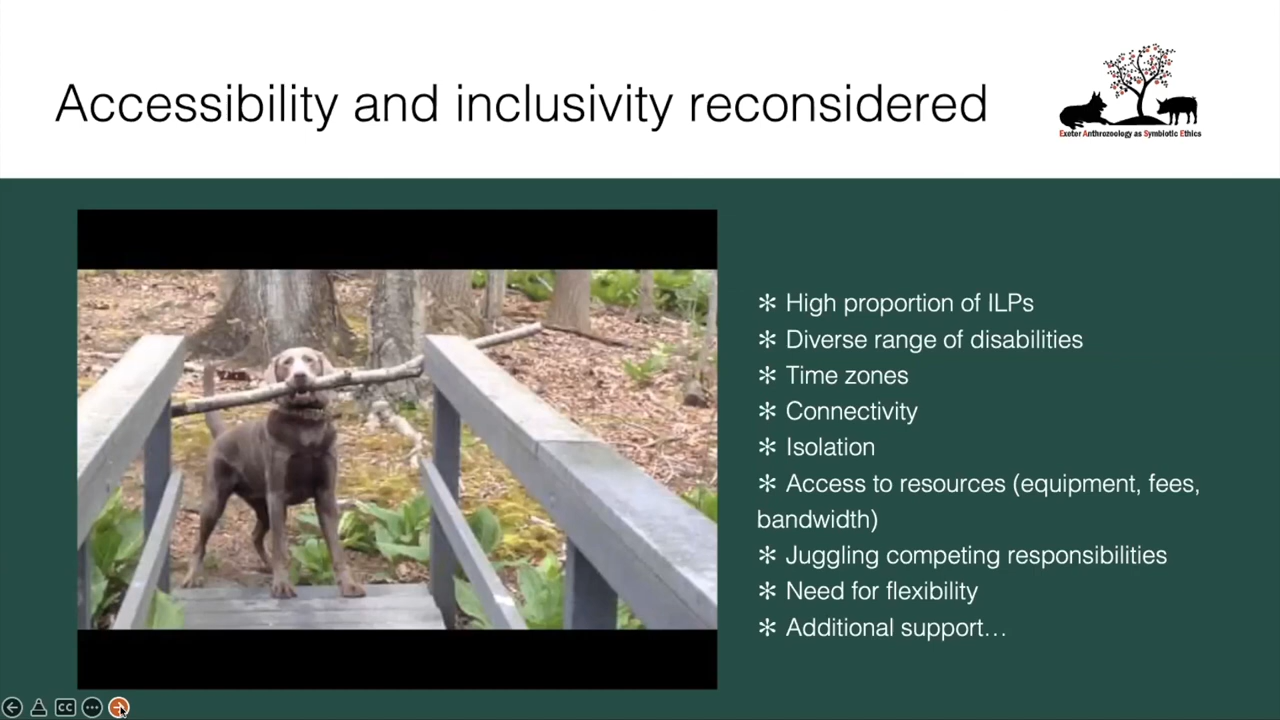 Accessibility and inclusivity reconsidered
Exeter Anthrozoology as Symbiotic Ethics
✻ High proportion of ILPs
✻ Diverse range of disabilities
✻ Time zones
✻ Connectivity
✻ Isolation
✻ Access to resources (equipment, fees,
bandwidth)
✻ Juggling competing responsibilities
✻ Need for flexibility
✻ Additional support…
CC